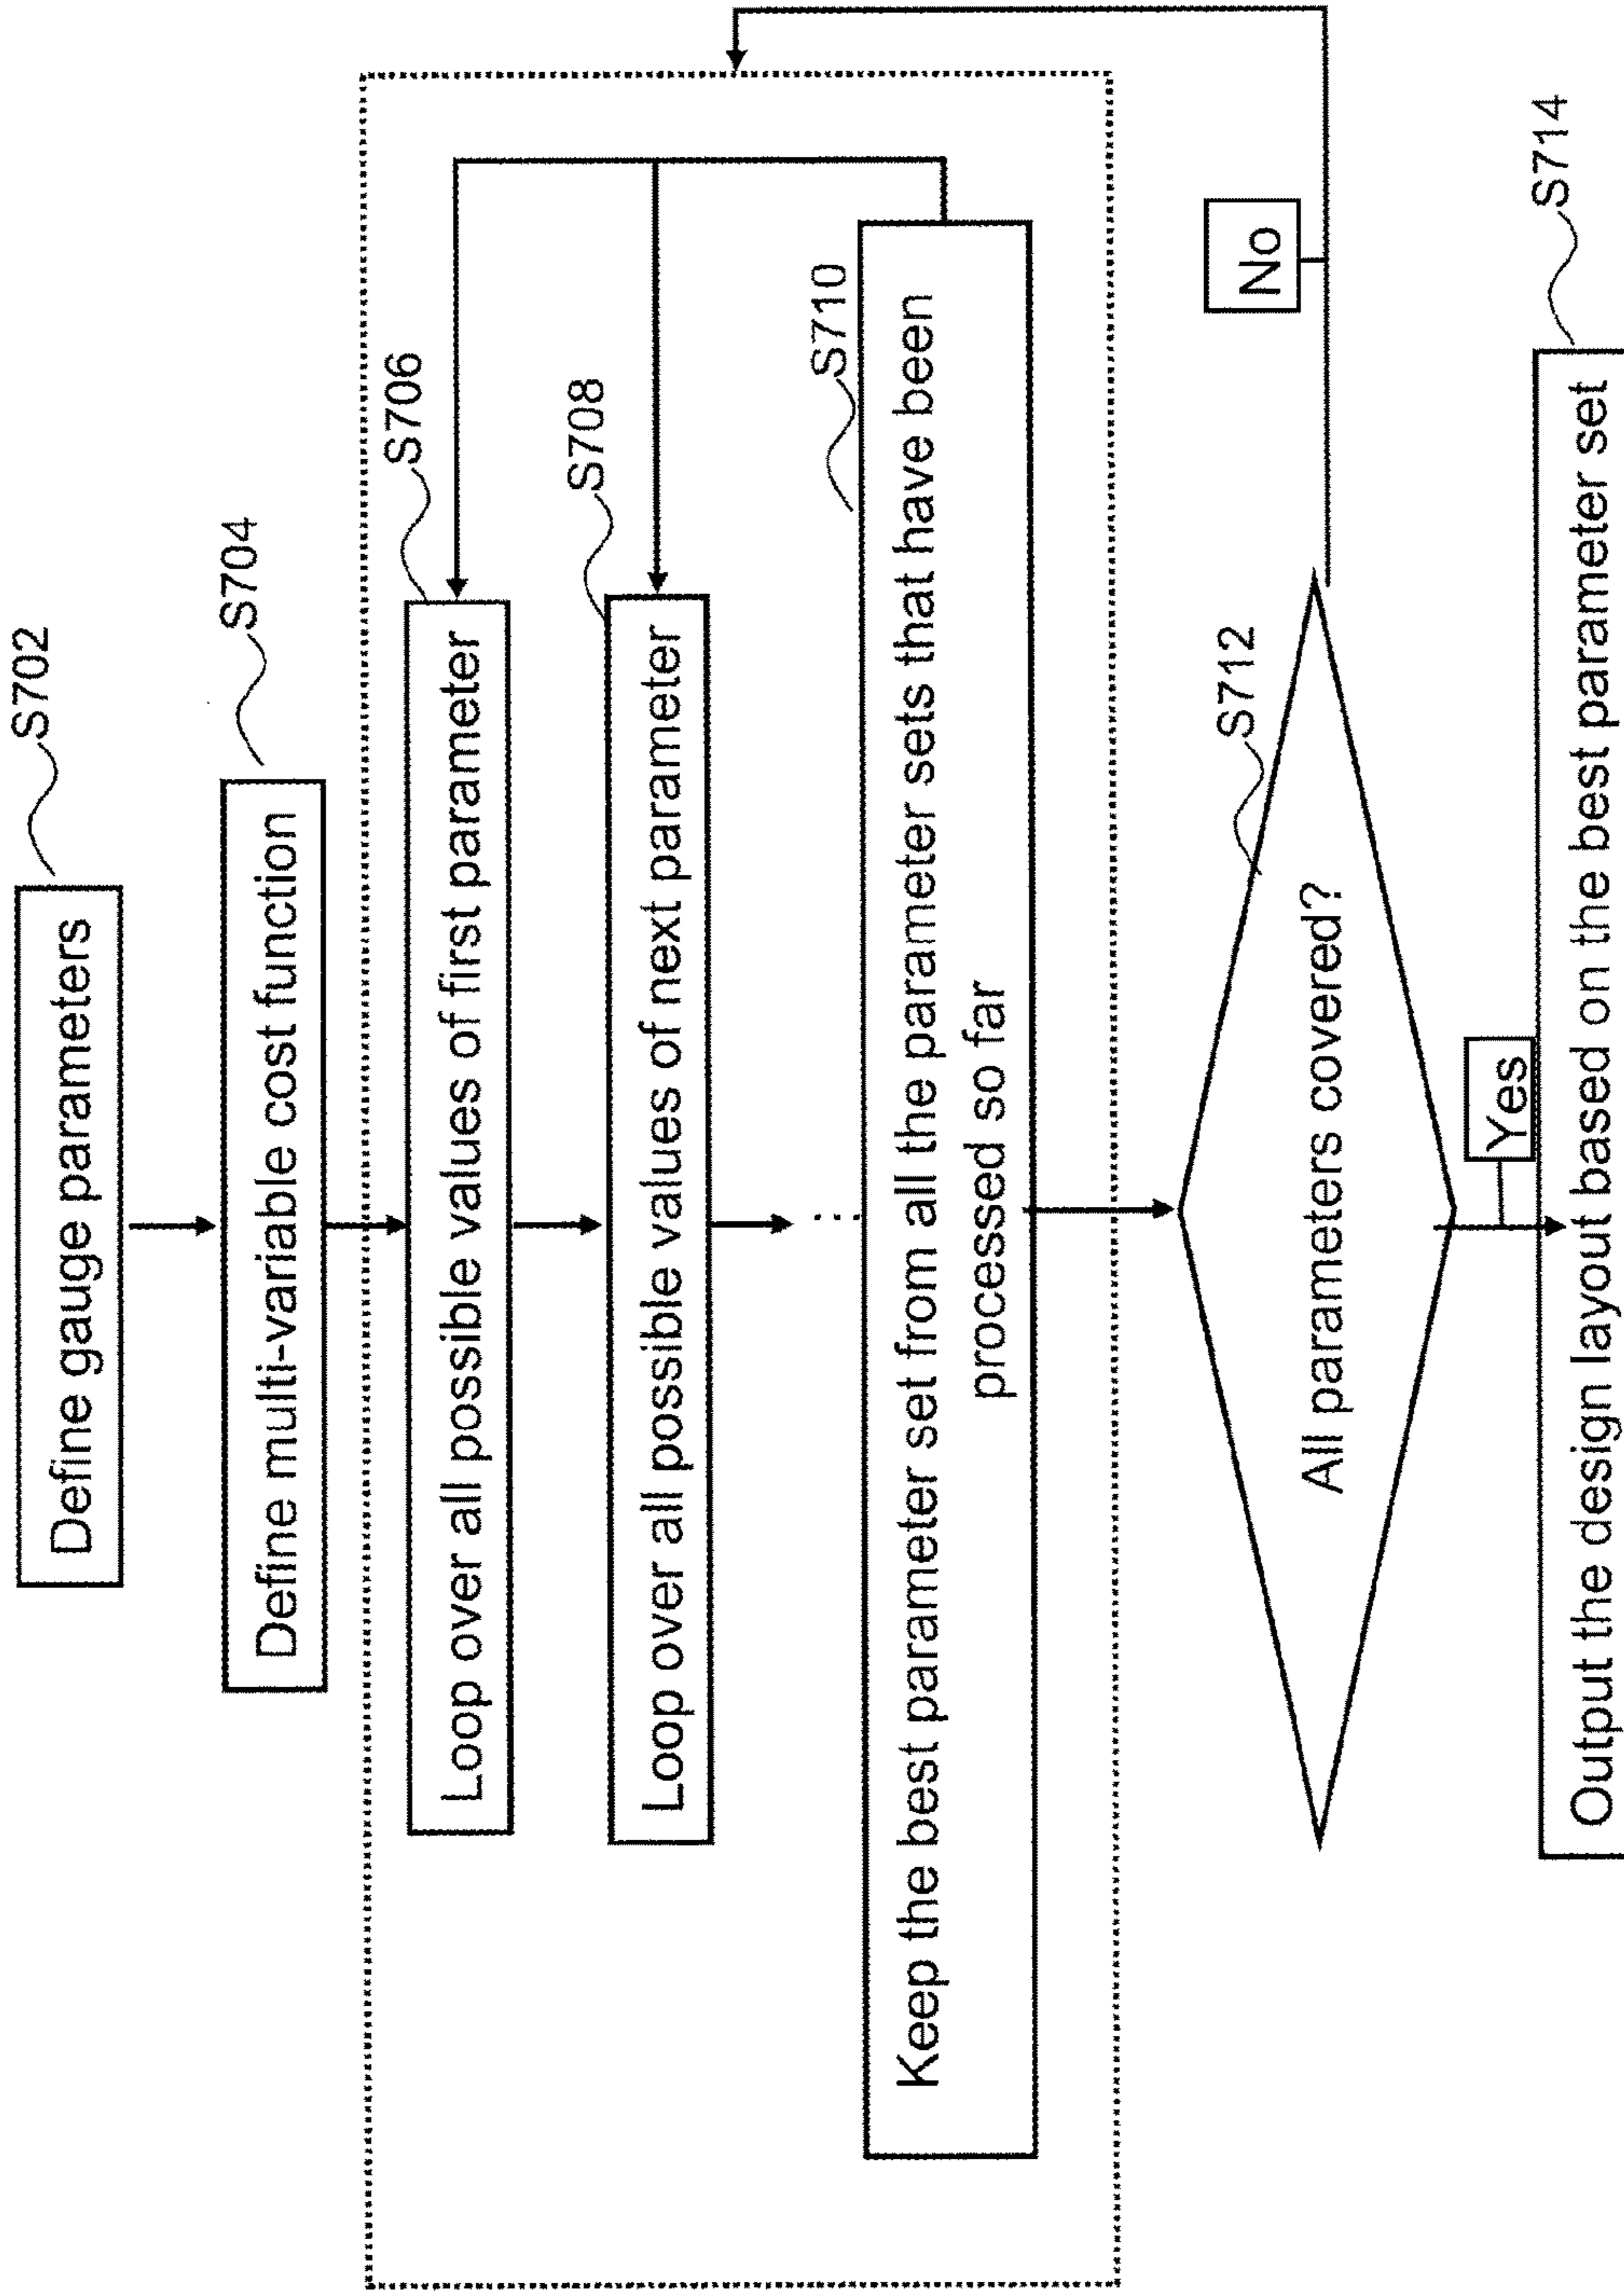 S702
Define gauge parameters
S704
Define multi-variable cost function
S706
Loop over all possible values of first parameter
S708
Loop over all possible values of next parameter
...
S710
Keep the best parameter set from all the parameter sets that have been
processed so far
S712
All parameters covered?
No
Yes
S714
Output the design layout based on the best parameter set